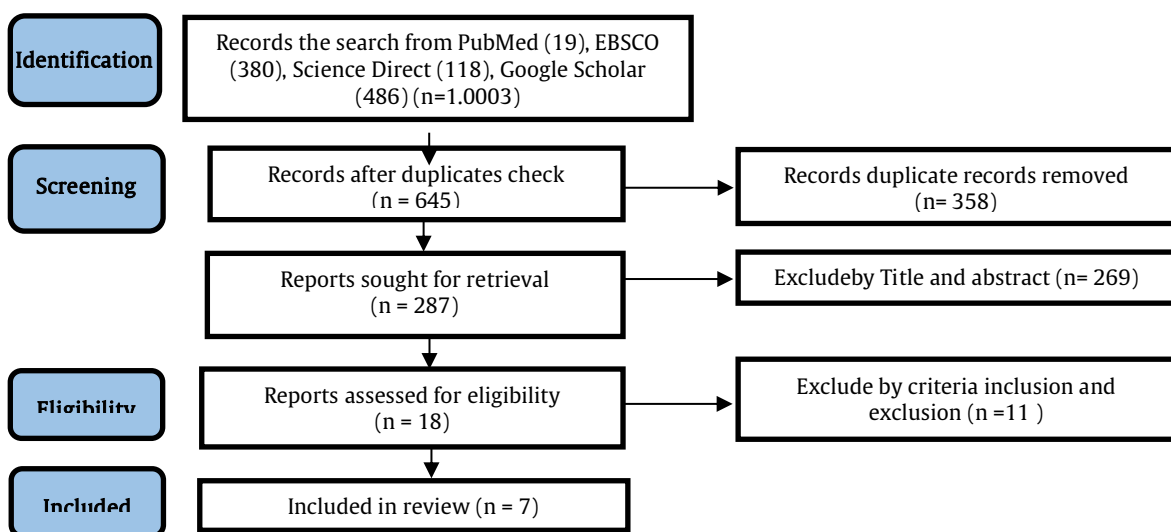 Identification
Records the search from PubMed (19), EBSCO
(380), Science Direct (118), Google Scholar
(486) (n=1.0003)
Screening
Records after duplicates check
(n = 645)
Records duplicate records removed
(n= 358)
Reports sought for retrieval
(n = 287)
Excludeby Title and abstract (n= 269)
Eligibility
Reports assessed for eligibility
(n = 18)
Exclude by criteria inclusion and
exclusion (n =11 )
Included
Included in review (n = 7)